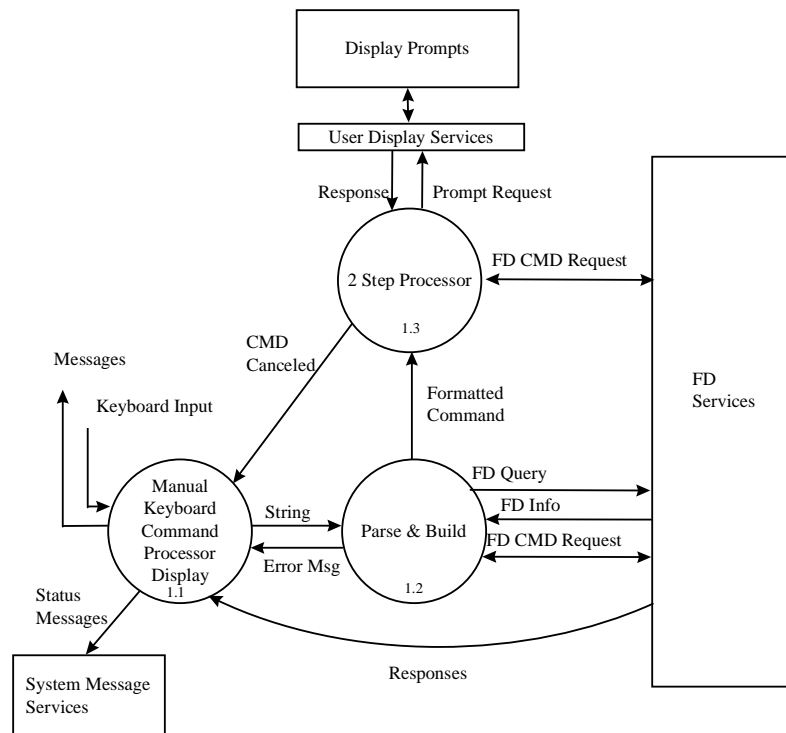 Display Prompts
User Display Services
Response
Prompt Request
2 Step Processor
1.3
FD CMD Request
CMD
Canceled
Messages
Keyboard Input
Formatted
Command
FD
Services
Manual
Keyboard
Command
Processor
Display
1.1
String
Error Msg
Parse & Build
1.2
FD Query
FD Info
FD CMD Request
Status
Messages
Responses
System Message
Services